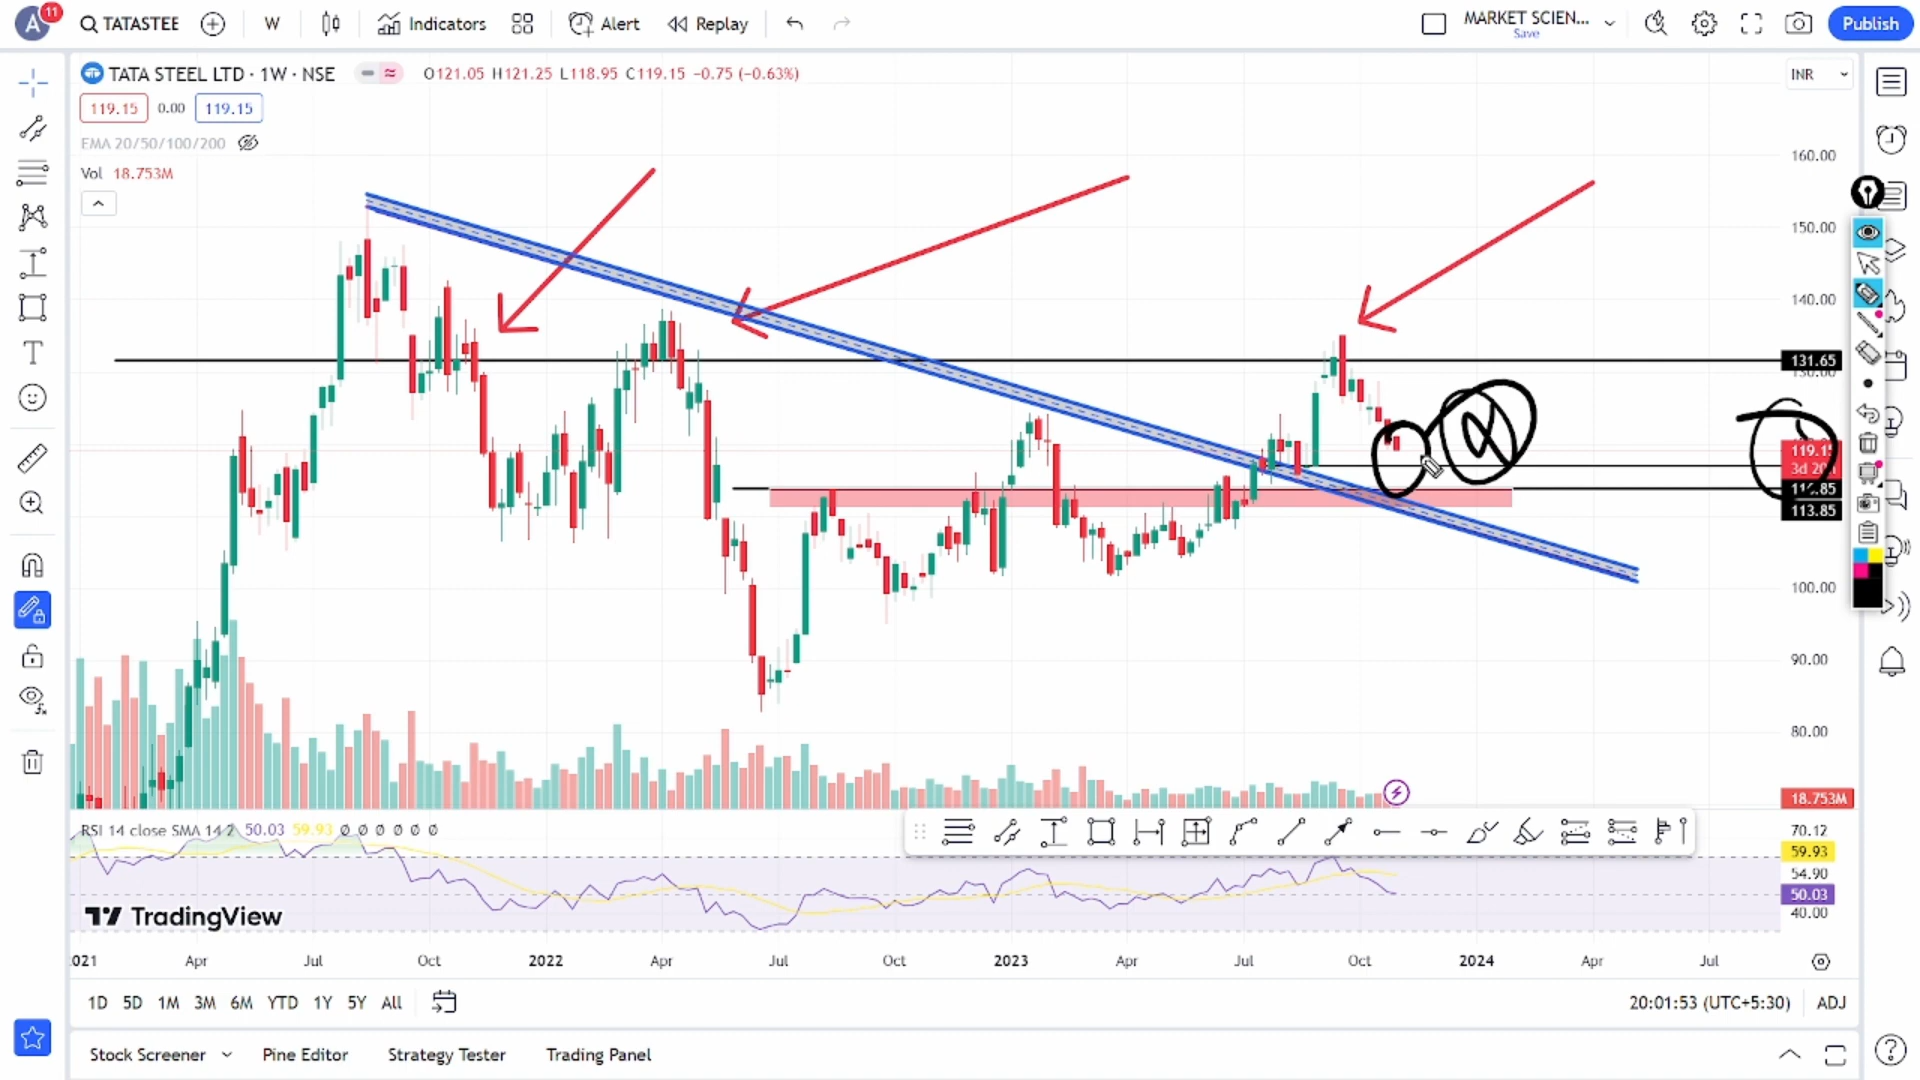 A 11 TATASTEE W Indicators Alert Replay MARKET SCIEN... Save Publish
TATA STEEL LTD · 1W · NSE O121.05 H121.25 L118.95 C119.15 −0.75 (−0.63%) INR
119.15 0.00 119.15
EMA 20/50/100/200
Vol 18.753M
160.00
150.00
140.00
131.65
130.00
3d
113.85
100.00
90.00
80.00
18.753M
RSI 14 close SMA 14 2 50.03 59.93 Ø Ø Ø Ø Ø Ø
70.12
59.93
54.90
50.03
40.00
TradingView
2021 Apr Jul Oct 2022 Apr Jul Oct 2023 Apr Jul Oct 2024 Apr Jul
1D 5D 1M 3M 6M YTD 1Y 5Y All 20:01:53 (UTC+5:30) ADJ
Stock Screener Pine Editor Strategy Tester Trading Panel